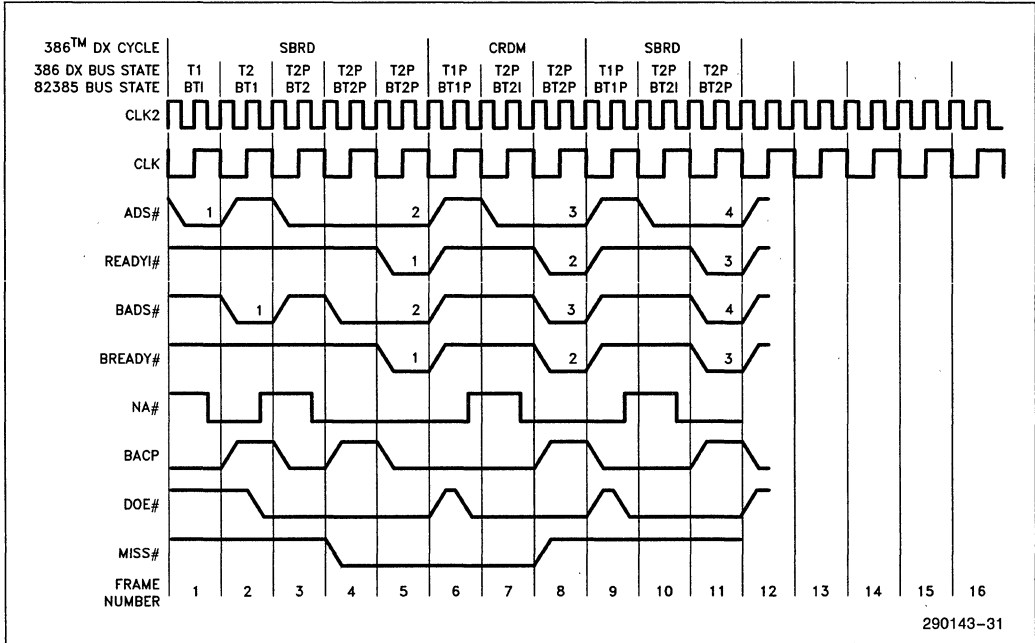 386™ DX CYCLE SBRD CRDM SBRD
386 DX BUS STATE T1 T2 T2P T2P T2P T1P T2P T2P T1P T2P T2P
82385 BUS STATE BTI BT1 BT2 BT2P BT2P BT1P BT2I BT2P BT1P BT2I BT2P
CLK2
CLK
ADS# 1 2 3 4
READYI# 1 2 3
BADS# 1 2 3 4
BREADY# 1 2 3
NA#
BACP
DOE#
MISS#
FRAME
NUMBER 1 2 3 4 5 6 7 8 9 10 11 12 13 14 15 16
290143-31